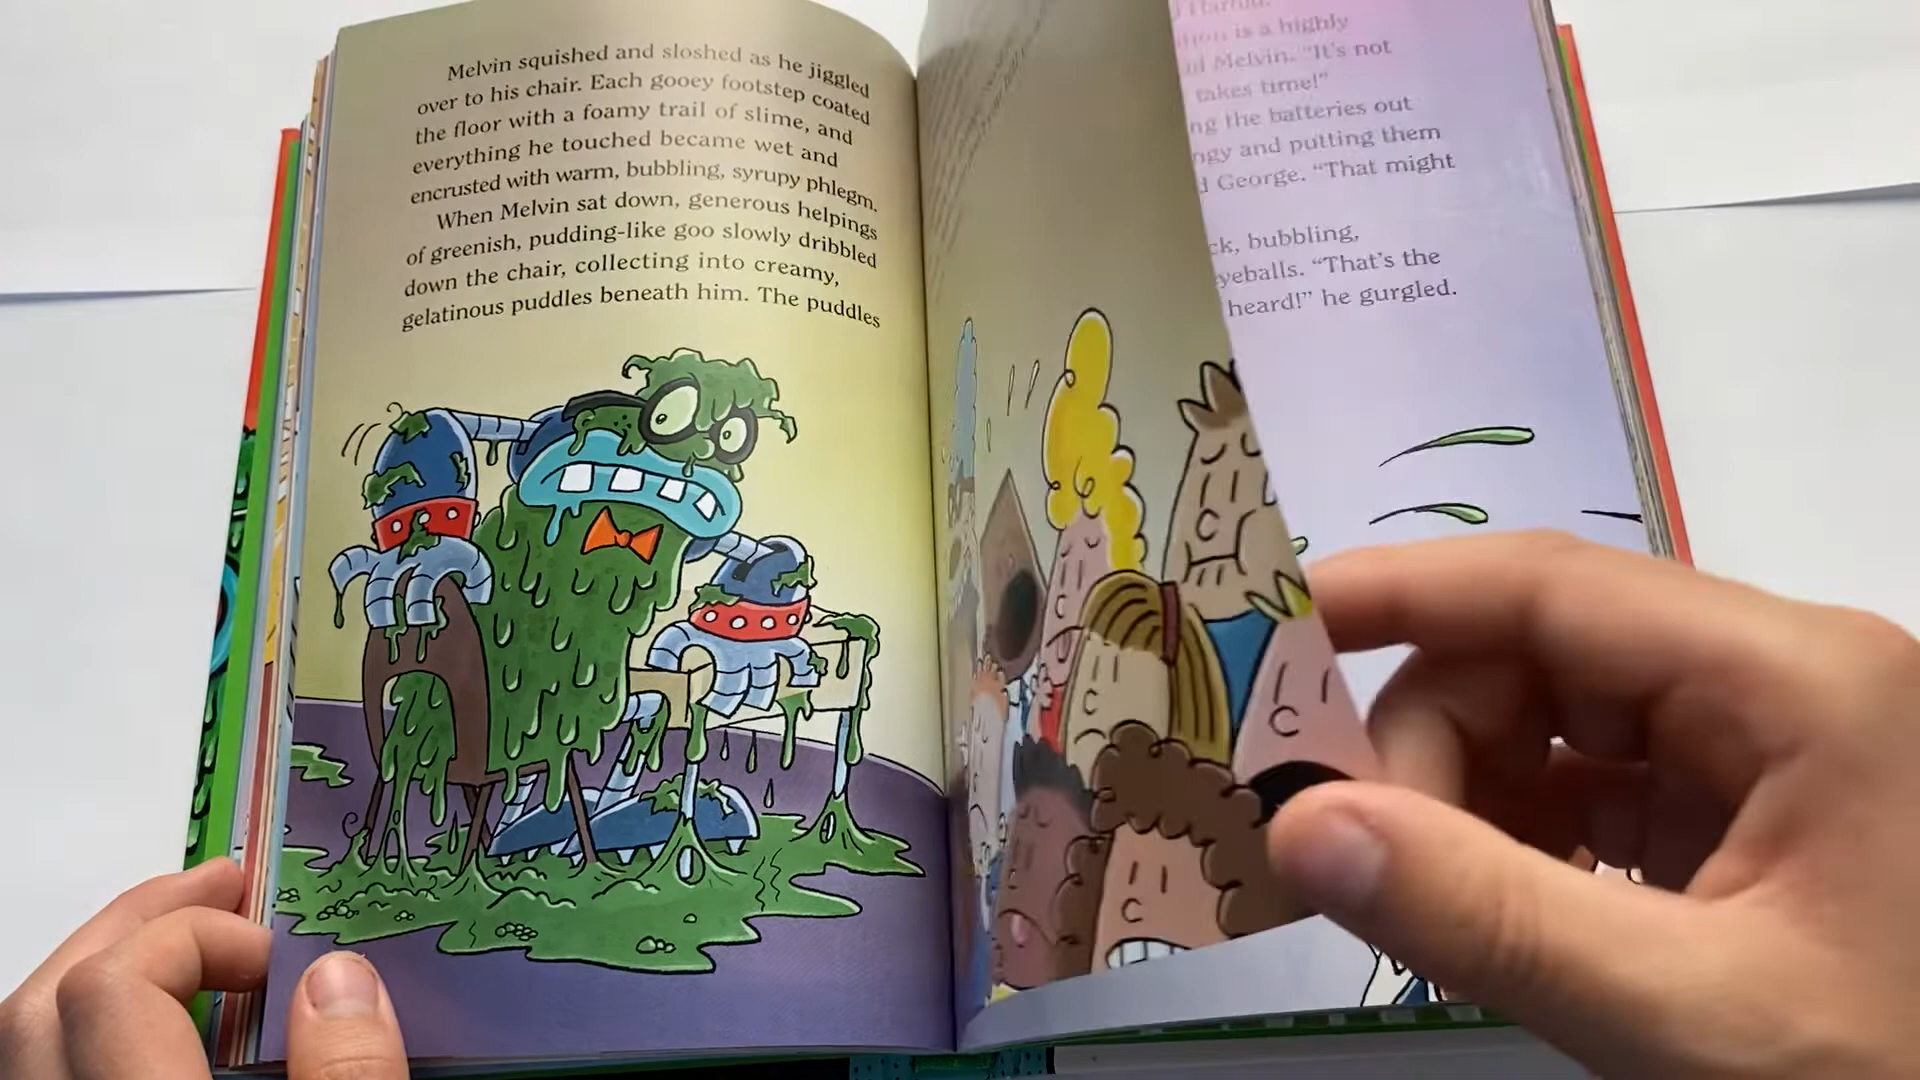 Melvin squished and sloshed as he jiggled
over to his chair. Each gooey footstep coated
the floor with a foamy trail of slime, and
everything he touched became wet and
encrusted with warm, bubbling, syrupy phlegm.
When Melvin sat down, generous helpings
of greenish, pudding-like goo slowly dribbled
down the chair, collecting into creamy,
gelatinous puddles beneath him. The puddles
is a highly
Melvin. “It’s not
takes time!”
the batteries out
and putting them
George. “That might
bubbling,
“That’s the
heard!” he gurgled.